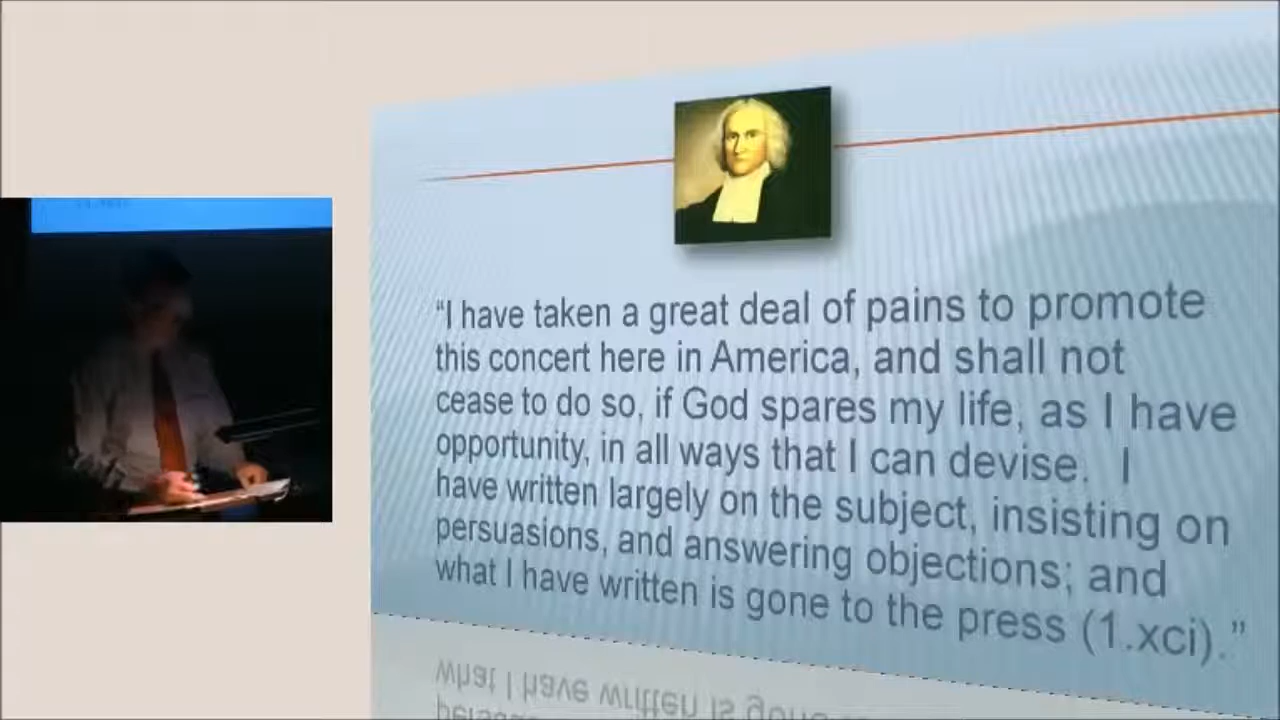 “I have taken a great deal of pains to promote
this concert here in America, and shall not
cease to do so, if God spares my life, as I have
opportunity, in all ways that I can devise.  I
have written largely on the subject, insisting on
persuasions, and answering objections; and
what I have written is gone to the press (1.xci).”